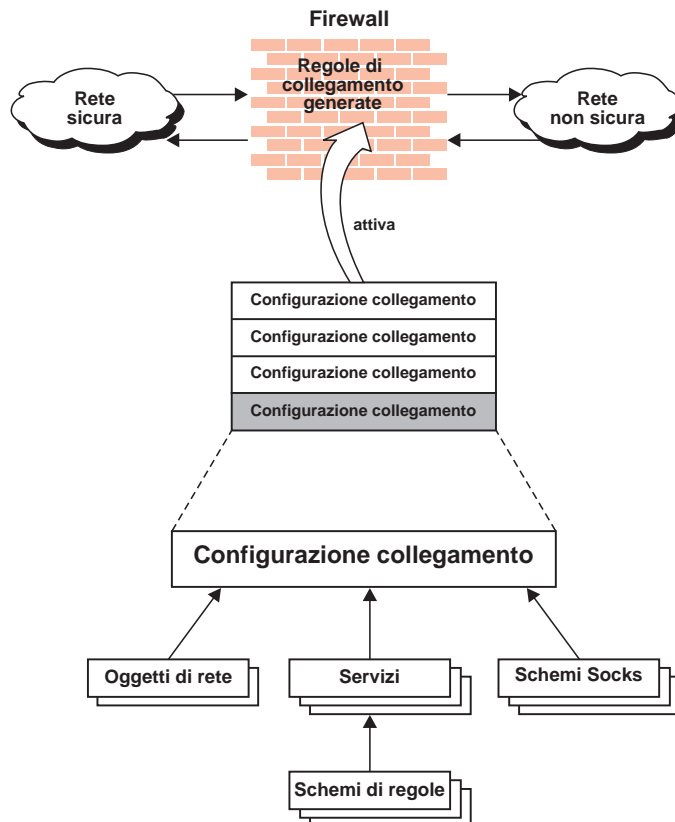 Firewall
Regole di
collegamento
generate
Rete
sicura
Rete
non sicura
attiva
Configurazione collegamento
Configurazione collegamento
Configurazione collegamento
Configurazione collegamento
Configurazione collegamento
Oggetti di rete
Servizi
Schemi Socks
Schemi di regole